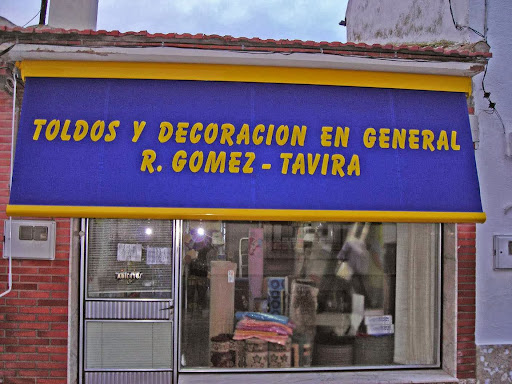 TOLDOS Y DECORACION EN GENERAL
R. GOMEZ - TAVIRA